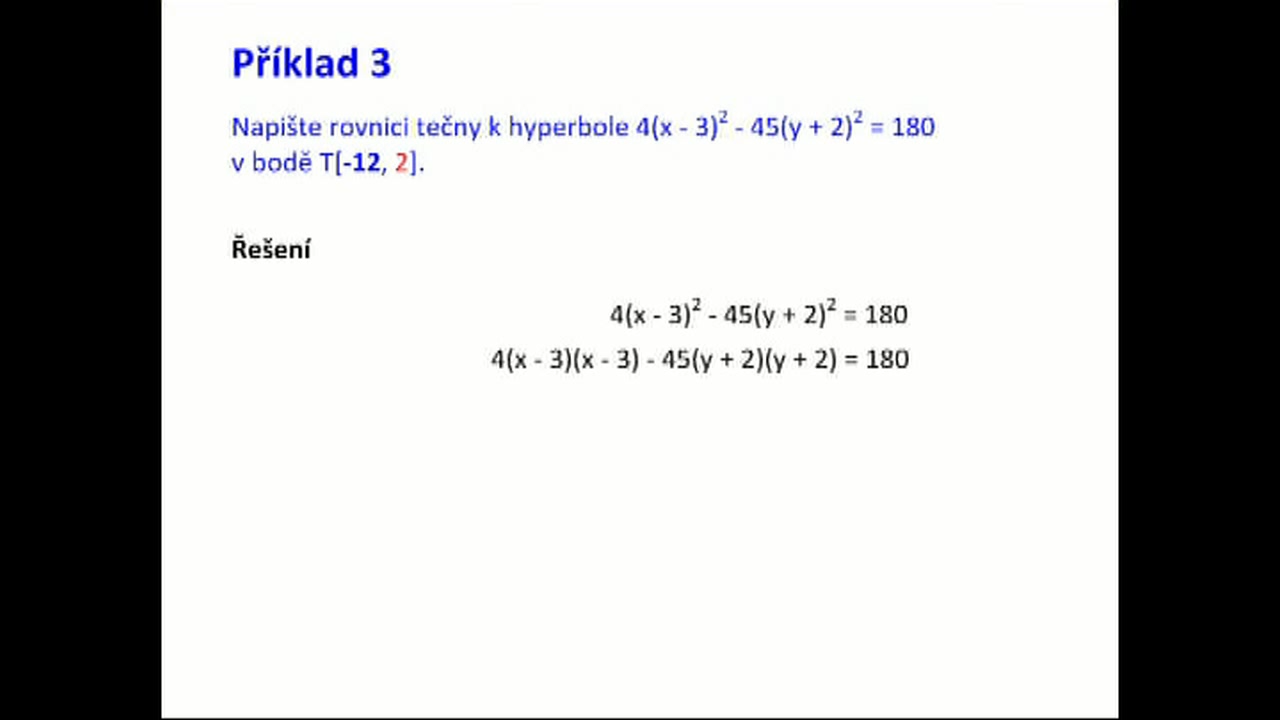 Příklad 3
Napište rovnici tečny k hyperbole 4(x - 3)² - 45(y + 2)² = 180
v bodě T[-12, 2].
Řešení
4(x - 3)² - 45(y + 2)² = 180
4(x - 3)(x - 3) - 45(y + 2)(y + 2) = 180